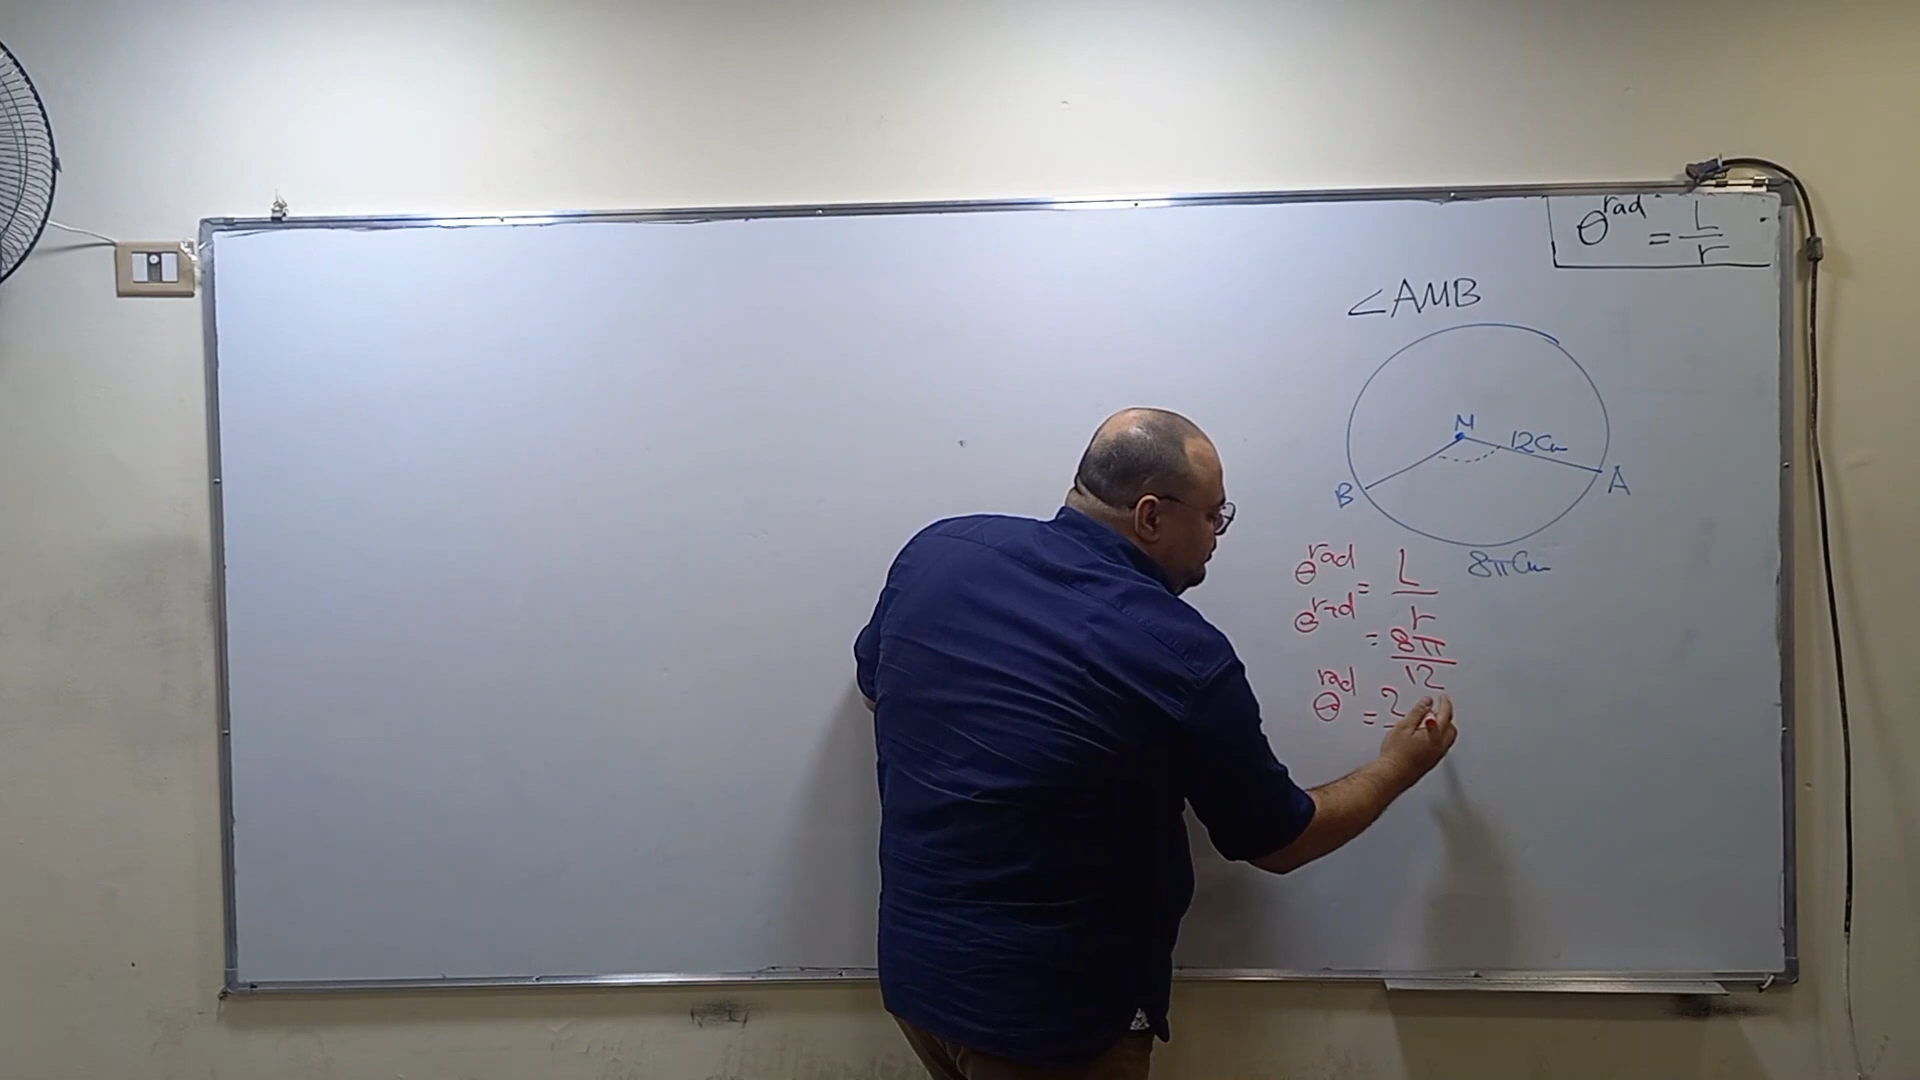 θ^rad = L/r
∠AMB
M
12Cm
B
A
8πCm
θ^rad = L/r
θ^rad = 8π/12
θ^rad = 2